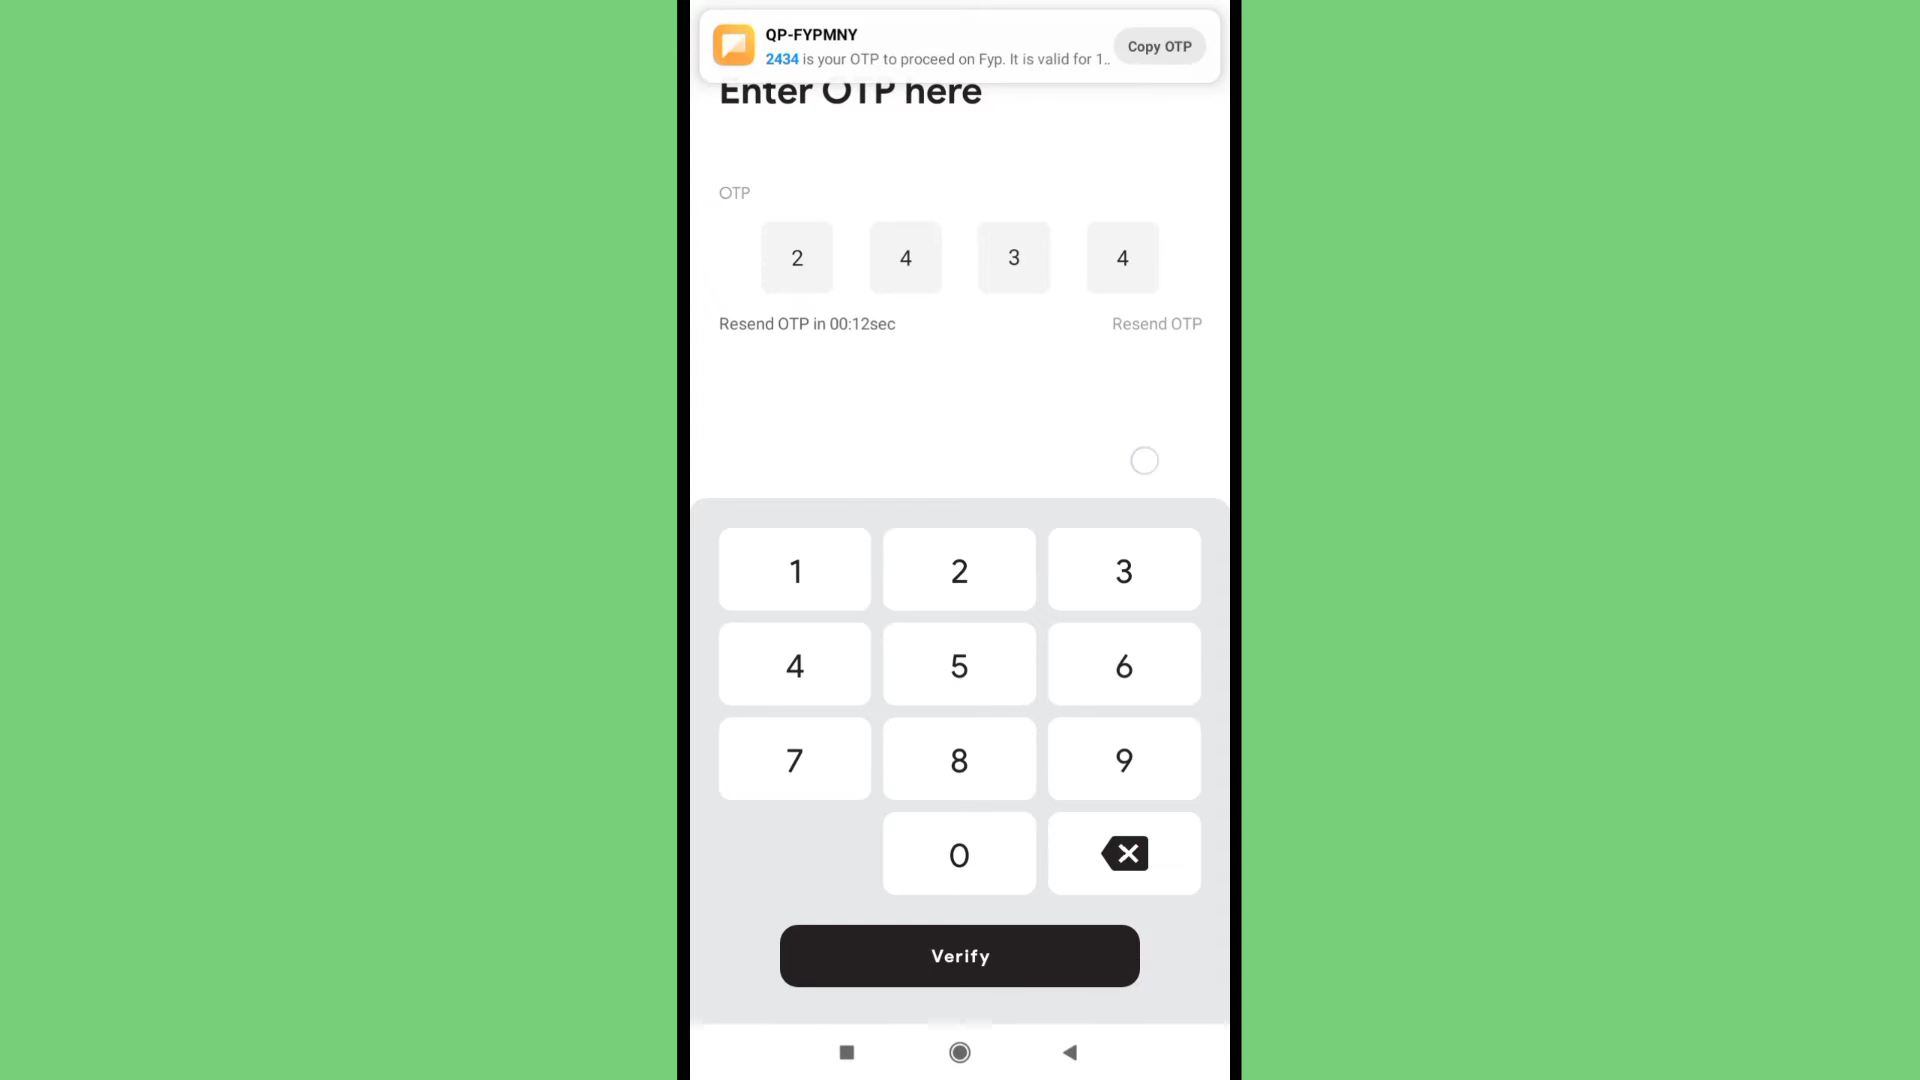 QP-FYPMNY
2434 is your OTP to proceed on Fyp. It is valid for 1..
Copy OTP
Enter OTP here
OTP
2 4 3 4
Resend OTP in 00:12sec
Resend OTP
1 2 3
4 5 6
7 8 9
0
Verify